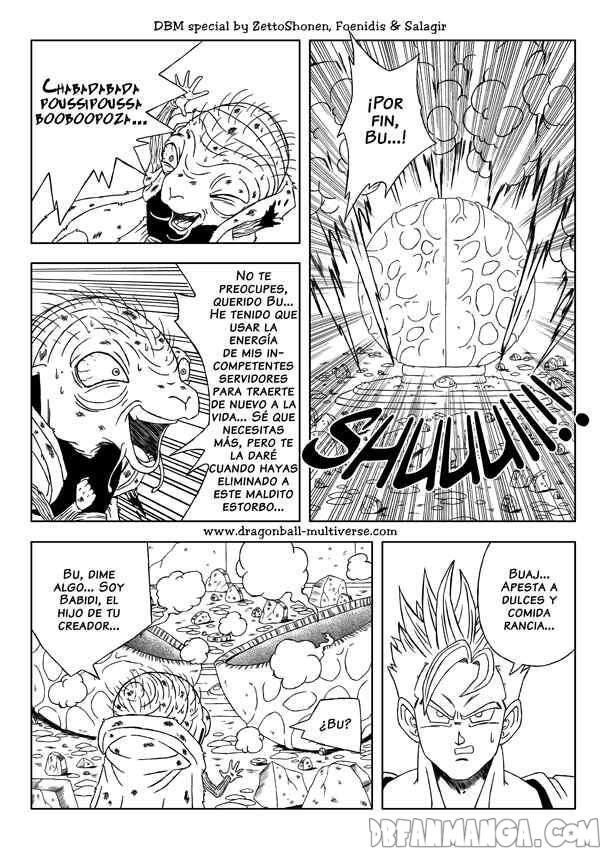 DBM special by ZettoShonen, Foenidis & Salagir
Chabadabada
poussipoussa
booboopoza...
¡Por
fin,
Bu...!
SHUUUUI!!!
No te
preocupes,
querido Bu...
He tenido que
usar la
energía
de mis in-
competentes
servidores
para traerte
de nuevo a la
vida... Sé que
necesitas
más, pero te
la daré
cuando hayas
eliminado a
este maldito
estorbo...
www.dragonball-multiverse.com
Bu, dime
algo... Soy
Babidi, el
hijo de tu
creador...
¿Bu?
Buaj...
Apesta a
dulces y
comida
rancia...
DBFANMANGA.COM